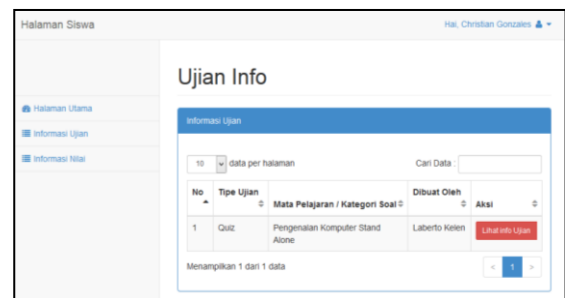 Halaman Siswa
Hai, Christian Gonzales
Ujian Info
Halaman Utama
Informasi Ujian
Informasi Nilai
Informasi Ujian
10 data per halaman
Cari Data :
No Tipe Ujian Mata Pelajaran / Kategori Soal Dibuat Oleh Aksi
1 Quiz Pengenalan Komputer Stand Alone Laberto Kelen Lihat info Ujian
Menampilkan 1 dari 1 data
< 1 >